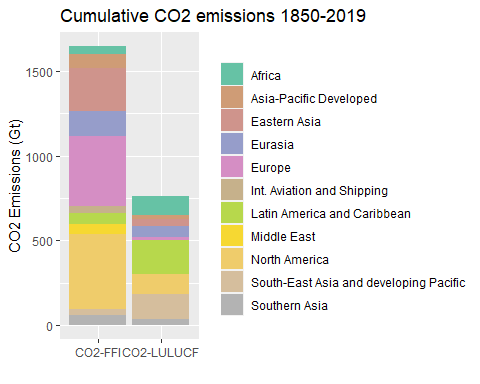 Cumulative CO2 emissions 1850-2019
CO2 Emissions (Gt)
1500
1000
500
0
CO2-FFI
CO2-LULUCF
Africa
Asia-Pacific Developed
Eastern Asia
Eurasia
Europe
Int. Aviation and Shipping
Latin America and Caribbean
Middle East
North America
South-East Asia and developing Pacific
Southern Asia